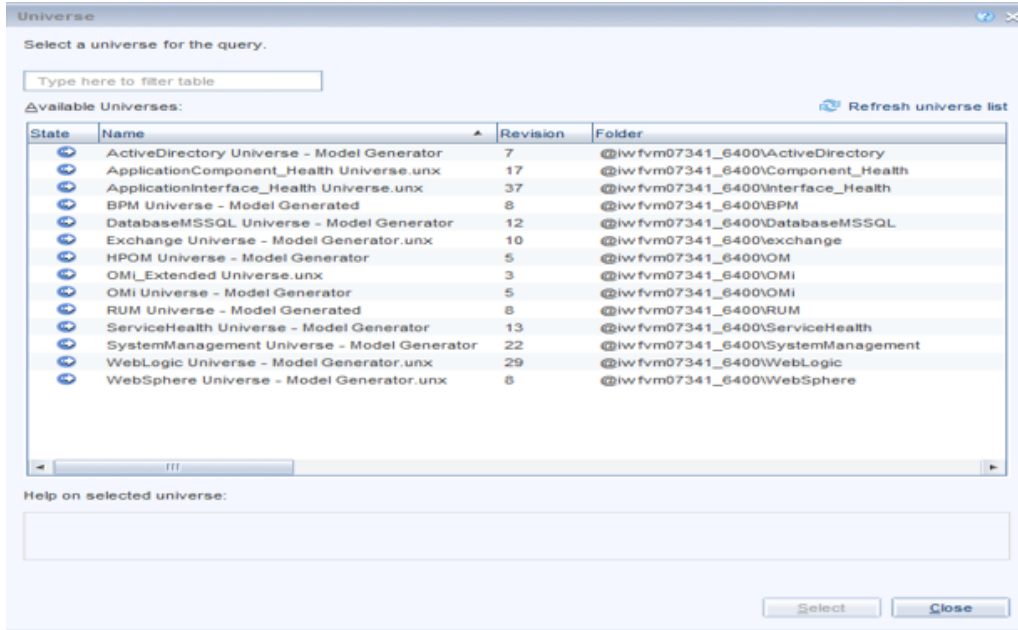 Universe
Select a universe for the query.
Type here to filter table
Available Universes:
Refresh universe list
State Name Revision Folder
ActiveDirectory Universe - Model Generator 7 @iwfvm07341_6400\ActiveDirectory
ApplicationComponent_Health Universe.unx 17 @iwfvm07341_6400\Component_Health
ApplicationInterface_Health Universe.unx 37 @iwfvm07341_6400\Interface_Health
BPM Universe - Model Generated 8 @iwfvm07341_6400\BPM
DatabaseMSSQL Universe - Model Generator 12 @iwfvm07341_6400\DatabaseMSSQL
Exchange Universe - Model Generator.unx 10 @iwfvm07341_6400\exchange
HPOM Universe - Model Generator 5 @iwfvm07341_6400\OM
OMi_Extended Universe.unx 3 @iwfvm07341_6400\OMi
OMi Universe - Model Generator 5 @iwfvm07341_6400\OMi
RUM Universe - Model Generated 8 @iwfvm07341_6400\RUM
ServiceHealth Universe - Model Generator 13 @iwfvm07341_6400\ServiceHealth
SystemManagement Universe - Model Generator 22 @iwfvm07341_6400\SystemManagement
WebLogic Universe - Model Generator.unx 29 @iwfvm07341_6400\WebLogic
WebSphere Universe - Model Generator.unx 8 @iwfvm07341_6400\WebSphere
Help on selected universe:
Select Close